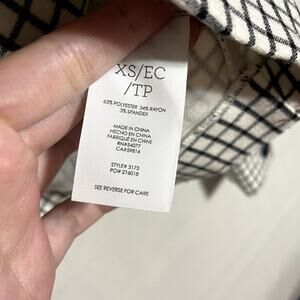 XS/EC
/TP
63% POLYESTER 34% RAYON
3% SPANDEX
MADE IN CHINA
HECHO EN CHINA
FABRIQUÉ EN CHINE
RN#54077
CA#59814
STYLE# 3173
PO# 216018
SEE REVERSE FOR CARE